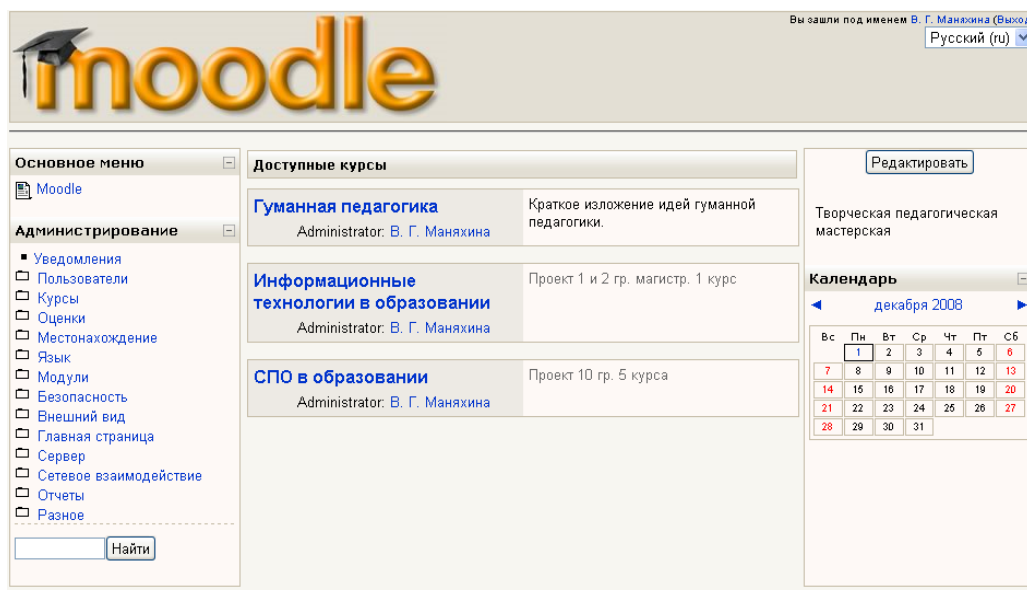 moodle
Вы зашли под именем В. Г. Маняхина (Выход
Русский (ru)
Основное меню
Moodle
Администрирование
Уведомления
Пользователи
Курсы
Оценки
Местонахождение
Язык
Модули
Безопасность
Внешний вид
Главная страница
Сервер
Сетевое взаимодействие
Отчеты
Разное
Найти
Доступные курсы
Гуманная педагогика
Administrator: В. Г. Маняхина
Краткое изложение идей гуманной
педагогики.
Информационные
технологии в образовании
Administrator: В. Г. Маняхина
Проект 1 и 2 гр. магистр. 1 курс
СПО в образовании
Administrator: В. Г. Маняхина
Проект 10 гр. 5 курса
Редактировать
Творческая педагогическая
мастерская
Календарь
декабря 2008
Вс Пн Вт Ср Чт Пт Сб
1 2 3 4 5 6
7 8 9 10 11 12 13
14 15 16 17 18 19 20
21 22 23 24 25 26 27
28 29 30 31